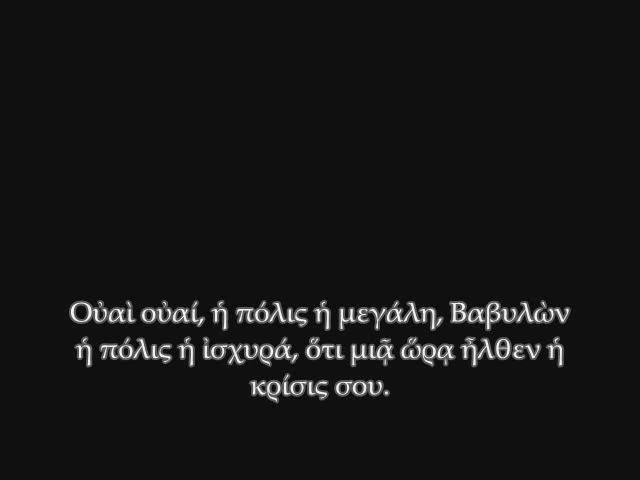 Οὐαὶ οὐαί, ἡ πόλις ἡ μεγάλη, Βαβυλὼν
ἡ πόλις ἡ ἰσχυρά, ὅτι μιᾷ ὥρᾳ ἦλθεν ἡ
κρίσις σου.